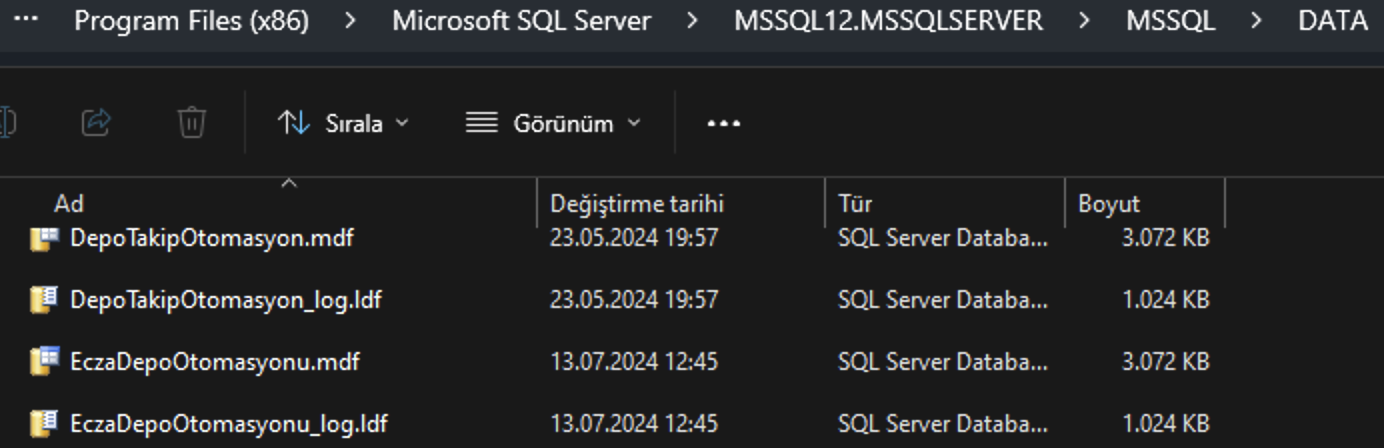 ··· Program Files (x86) > Microsoft SQL Server > MSSQL12.MSSQLSERVER > MSSQL > DATA
Sırala Görünüm ···
Ad Değiştirme tarihi Tür Boyut
DepoTakipOtomasyon.mdf 23.05.2024 19:57 SQL Server Databa... 3.072 KB
DepoTakipOtomasyon_log.ldf 23.05.2024 19:57 SQL Server Databa... 1.024 KB
EczaDepoOtomasyonu.mdf 13.07.2024 12:45 SQL Server Databa... 3.072 KB
EczaDepoOtomasyonu_log.ldf 13.07.2024 12:45 SQL Server Databa... 1.024 KB